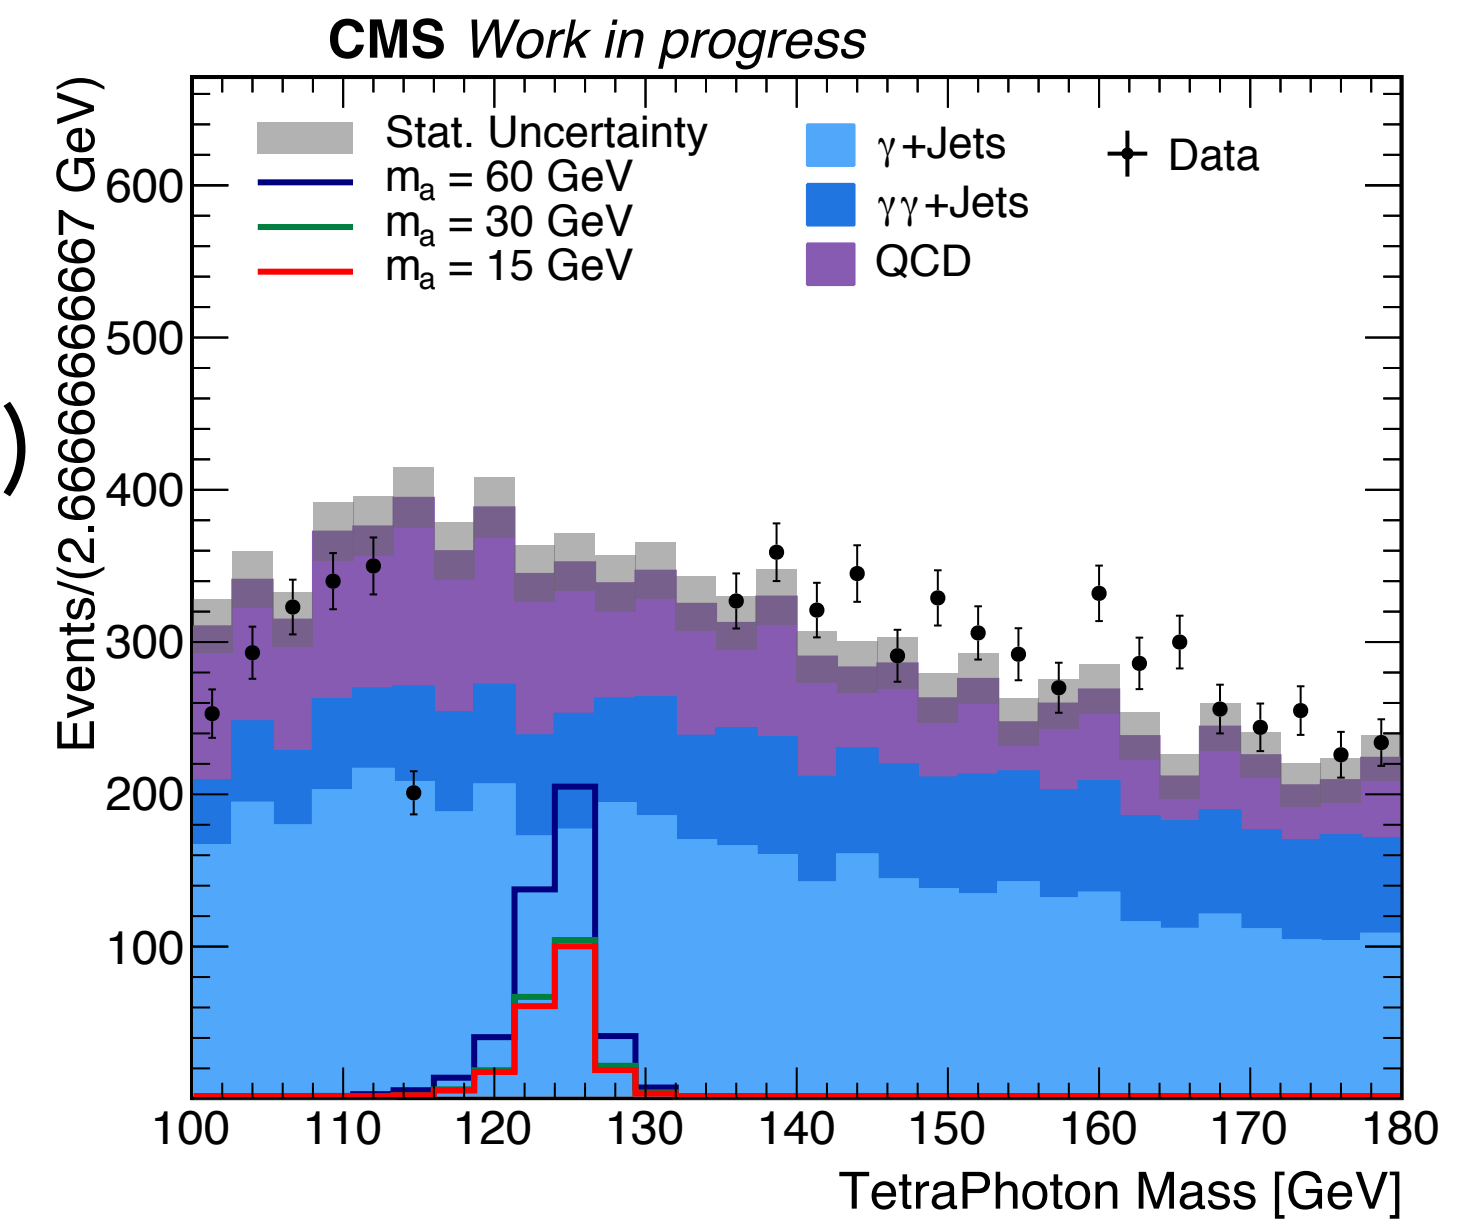 CMS Work in progress
Events/(2.6666666666667 GeV)
)
Stat. Uncertainty
mₐ = 60 GeV
mₐ = 30 GeV
mₐ = 15 GeV
γ+Jets
γγ+Jets
QCD
Data
600
500
400
300
200
100
100 110 120 130 140 150 160 170 180
TetraPhoton Mass [GeV]